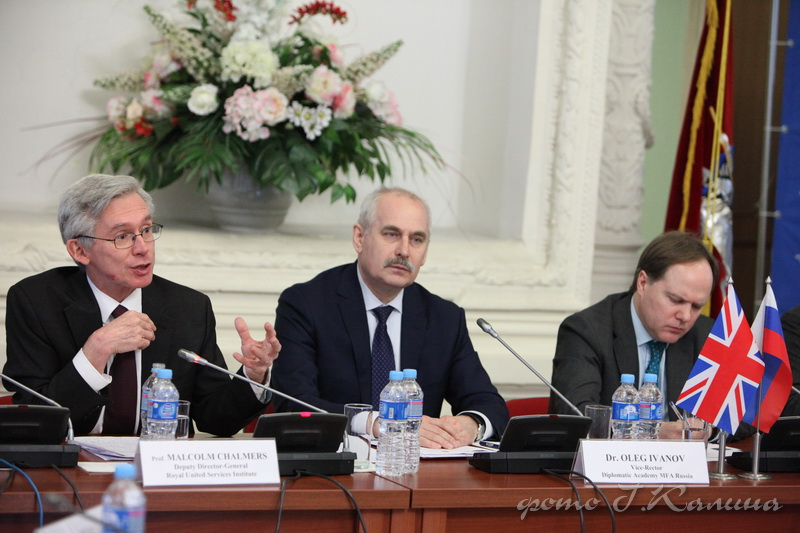 Prof. MALCOLM CHALMERS
Deputy Director-General
Royal United Services Institute
Dr. OLEG IVANOV
Vice-Rector
Diplomatic Academy MFA Russia
фото Г.Калина